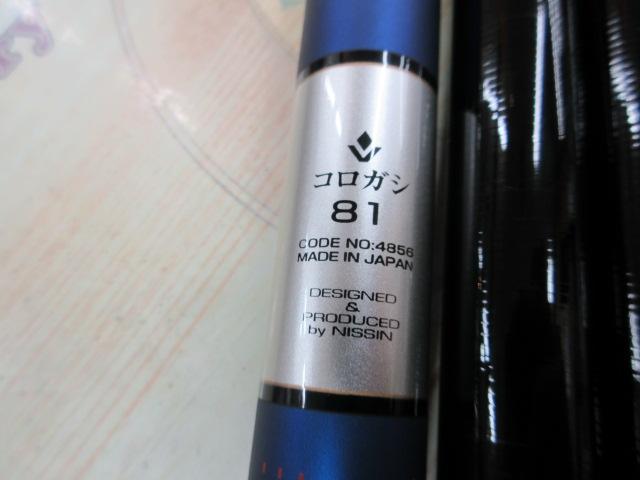 コロガシ
81
CODE NO:4856
MADE IN JAPAN
DESIGNED
&
PRODUCED
by NISSIN